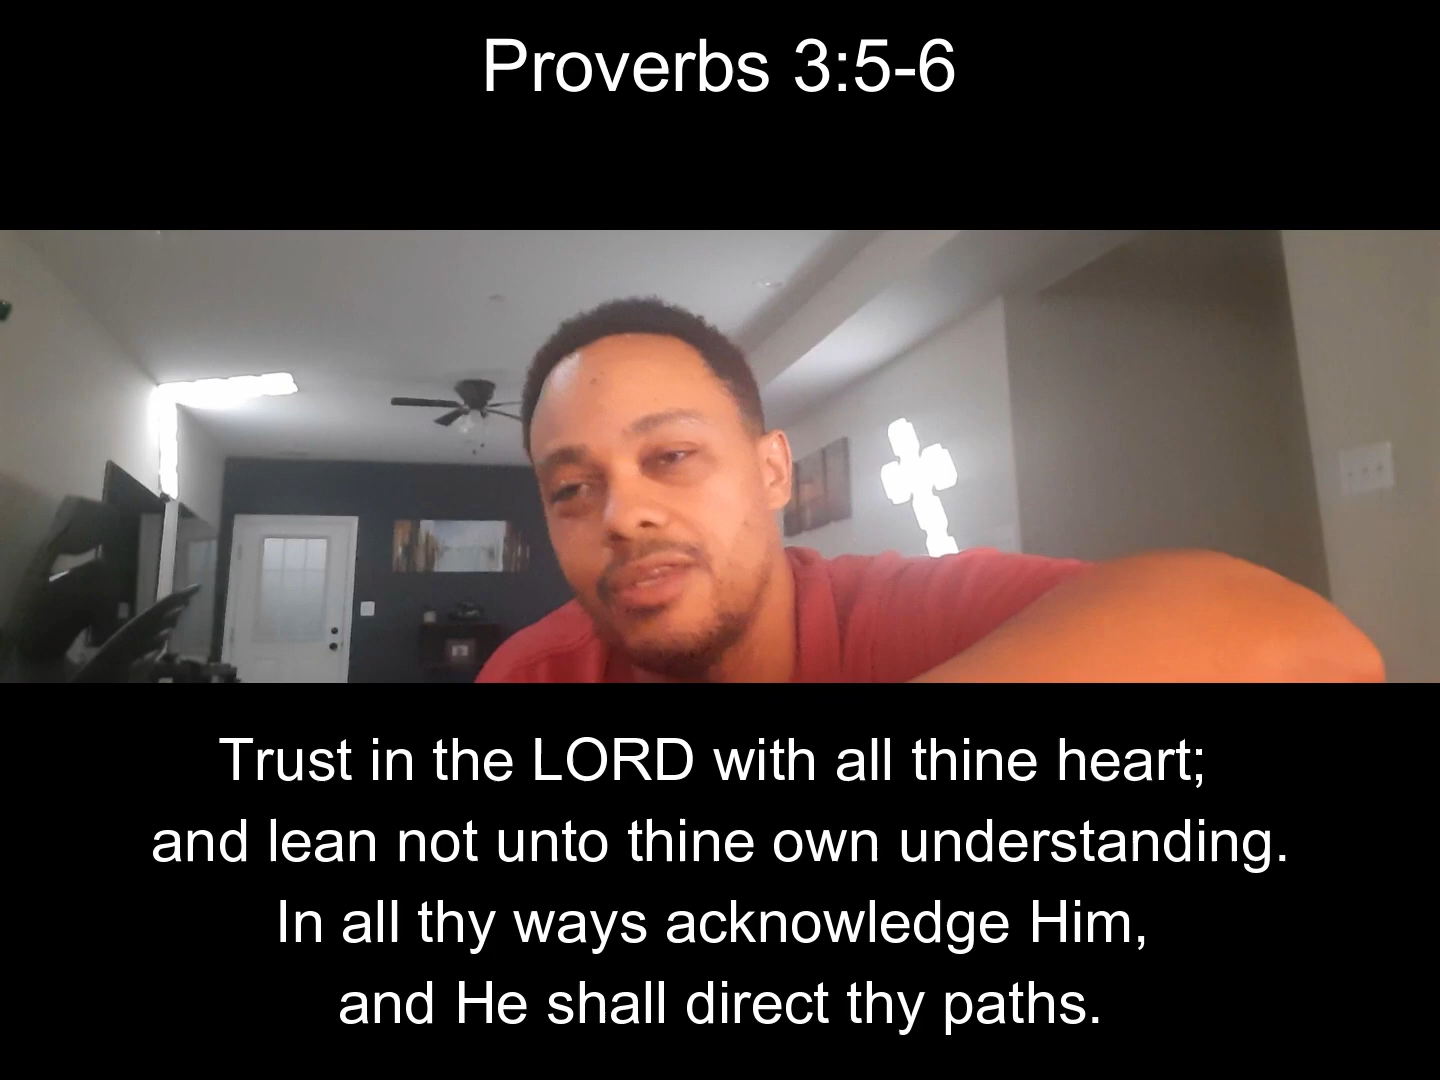 Proverbs 3:5-6
Trust in the LORD with all thine heart;
and lean not unto thine own understanding.
In all thy ways acknowledge Him,
and He shall direct thy paths.